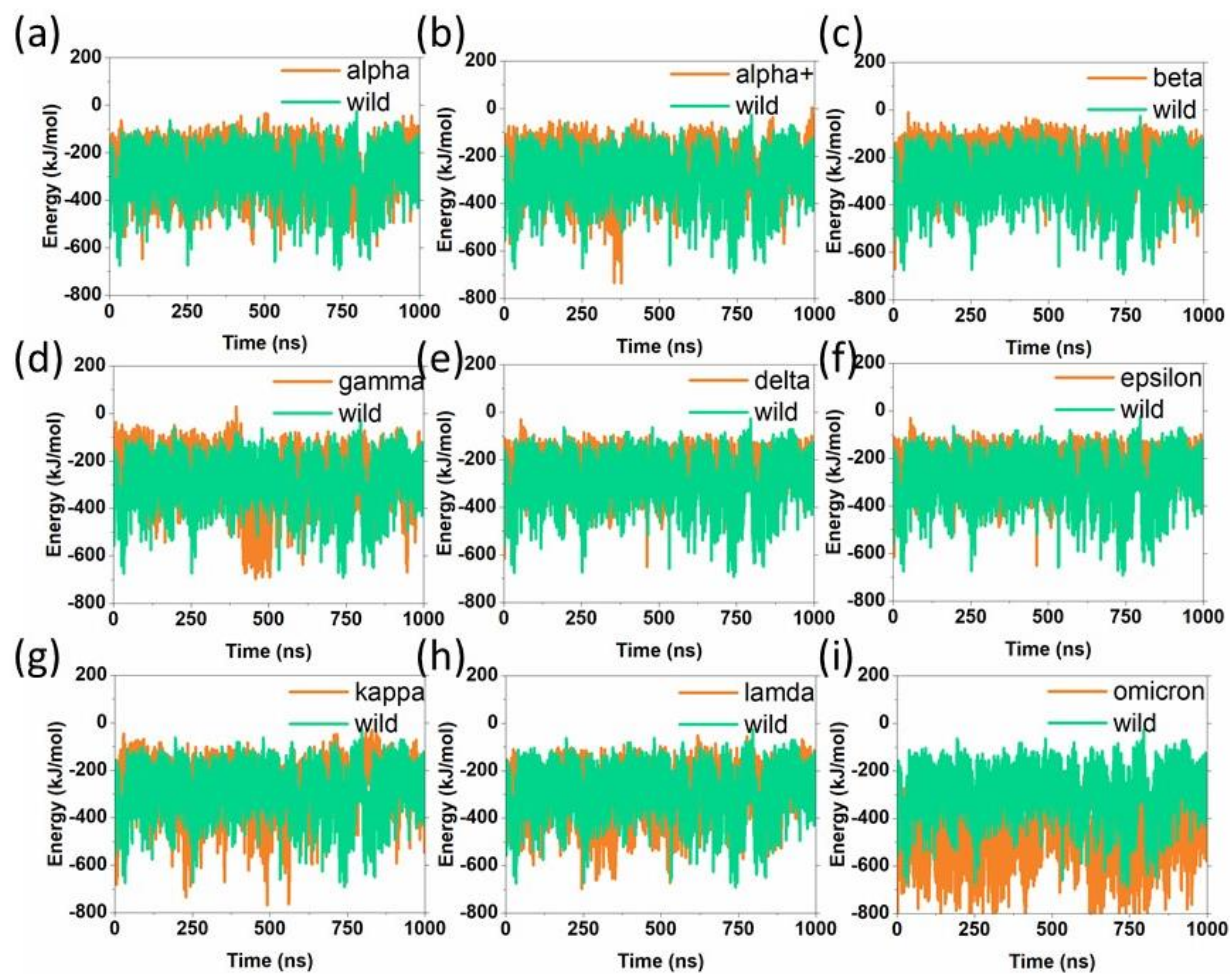 (a)
200
0
-200
-400
-600
-800
Energy (kJ/mol)
alpha
wild
0 250 500 750 1000
Time (ns)
(b)
200
0
-200
-400
-600
-800
Energy (kJ/mol)
alpha+
wild
0 250 500 750 1000
Time (ns)
(c)
200
0
-200
-400
-600
-800
Energy (kJ/mol)
beta
wild
0 250 500 750 1000
Time (ns)
(d)
200
0
-200
-400
-600
-800
Energy (kJ/mol)
gamma
wild
0 250 500 750 1000
Time (ns)
(e)
200
0
-200
-400
-600
-800
Energy (kJ/mol)
delta
wild
0 250 500 750 1000
Time (ns)
(f)
200
0
-200
-400
-600
-800
Energy (kJ/mol)
epsilon
wild
0 250 500 750 1000
Time (ns)
(g)
200
0
-200
-400
-600
-800
Energy (kJ/mol)
kappa
wild
0 250 500 750 1000
Time (ns)
(h)
200
0
-200
-400
-600
-800
Energy (kJ/mol)
lamda
wild
0 250 500 750 1000
Time (ns)
(i)
200
0
-200
-400
-600
-800
Energy (kJ/mol)
omicron
wild
0 250 500 750 1000
Time (ns)